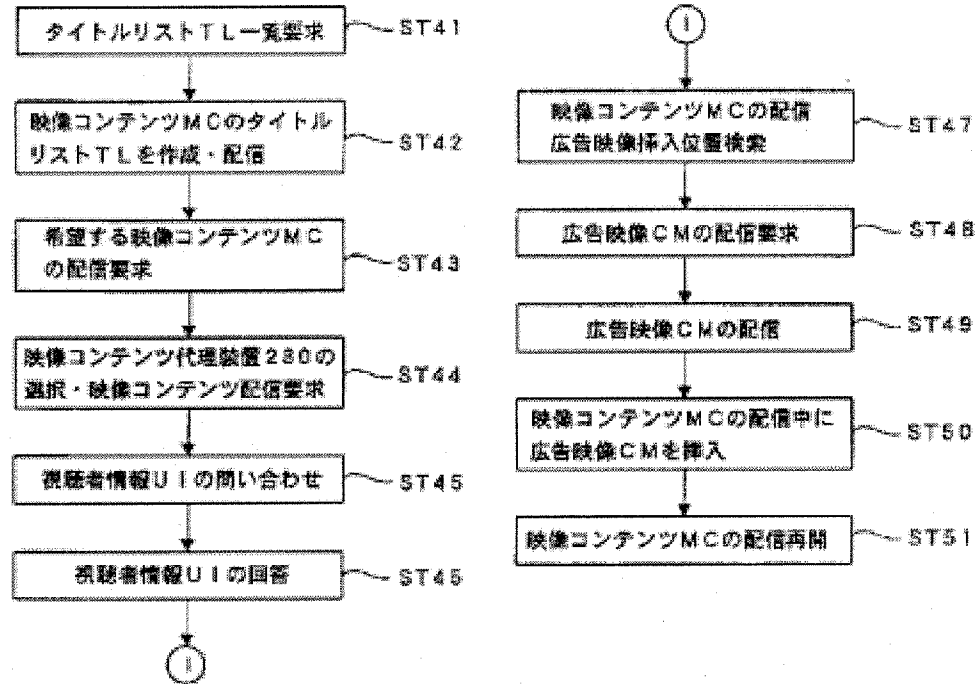 タイトルリストTL一覧要求
ST41
映像コンテンツMCのタイトル
リストTLを作成・配信
ST42
希望する映像コンテンツMC
の配信要求
ST43
映像コンテンツ代理装置230の
選択・映像コンテンツ配信要求
ST44
視聴者情報UIの問い合わせ
ST45
視聴者情報UIの回答
ST46
1
1
映像コンテンツMCの配信
広告映像挿入位置検索
ST47
広告映像CMの配信要求
ST48
広告映像CMの配信
ST49
映像コンテンツMCの配信中に
広告映像CMを挿入
ST50
映像コンテンツMCの配信再開
ST51